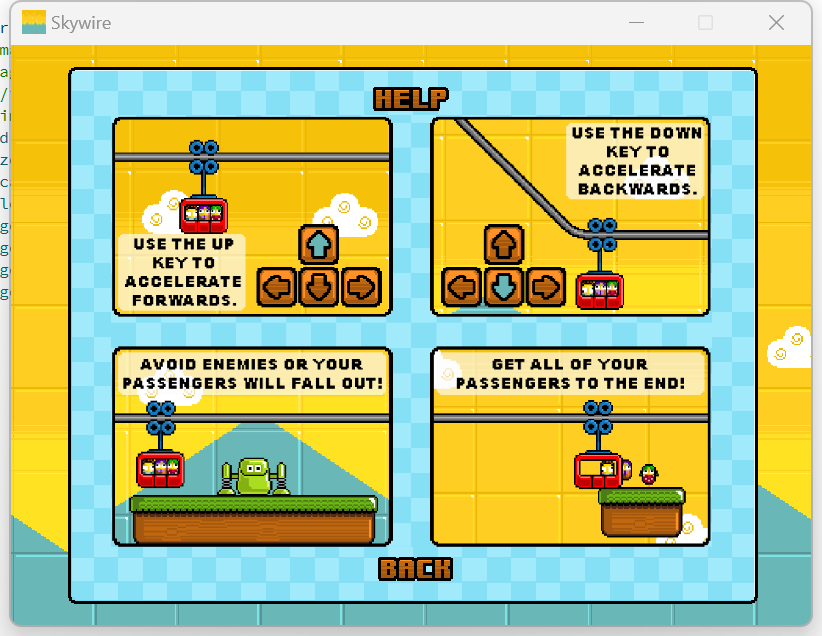 Skywire
HELP
USE THE UP
KEY TO
ACCELERATE
FORWARDS.
USE THE DOWN
KEY TO
ACCELERATE
BACKWARDS.
AVOID ENEMIES OR YOUR
PASSENGERS WILL FALL OUT!
GET ALL OF YOUR
PASSENGERS TO THE END!
BACK